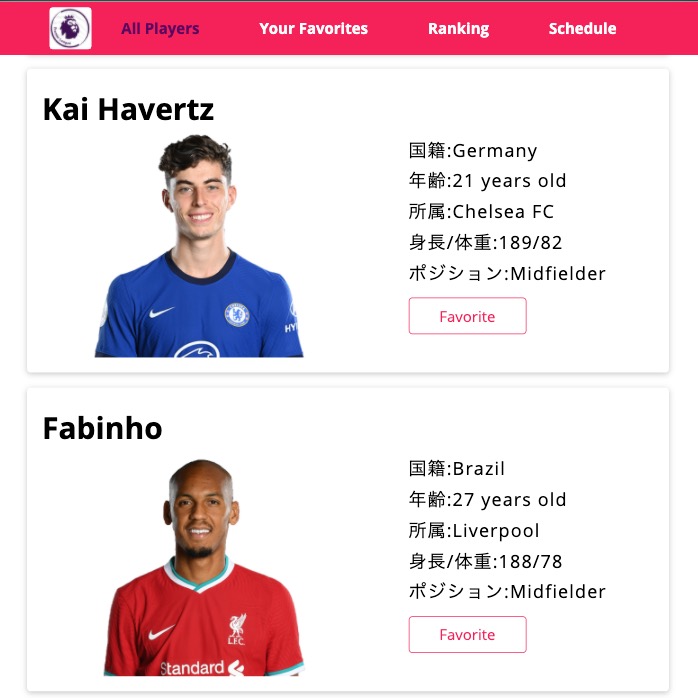 All Players Your Favorites Ranking Schedule
Kai Havertz
国籍:Germany
年齢:21 years old
所属:Chelsea FC
身長/体重:189/82
ポジション:Midfielder
Favorite
HY
Fabinho
国籍:Brazil
年齢:27 years old
所属:Liverpool
身長/体重:188/78
ポジション:Midfielder
Favorite
L.F.C.
Standard